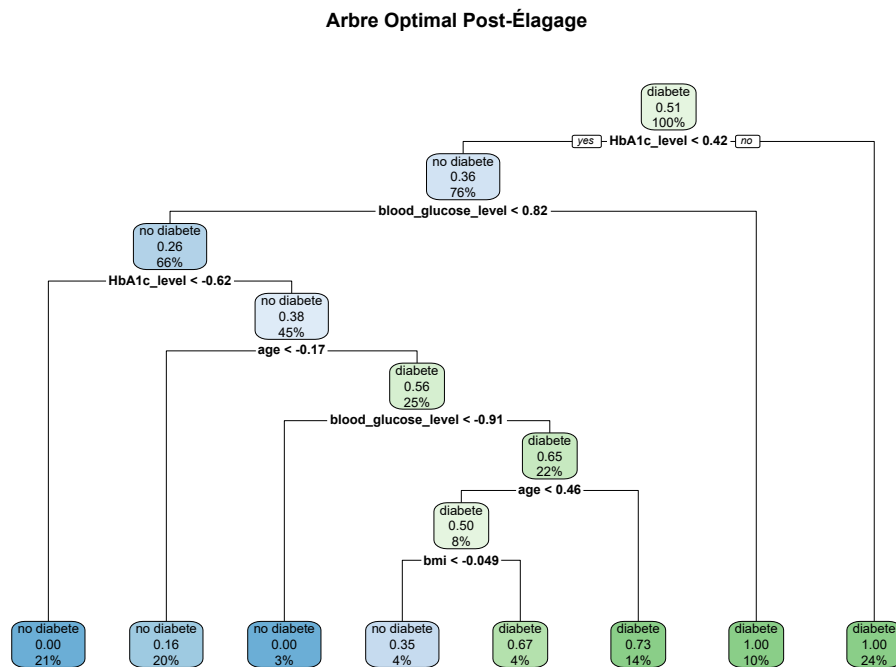 Arbre Optimal Post-Élagage
diabete
0.51
100%
yes HbA1c_level < 0.42 no
no diabete
0.36
76%
blood_glucose_level < 0.82
no diabete
0.26
66%
HbA1c_level < -0.62
no diabete
0.38
45%
age < -0.17
diabete
0.56
25%
blood_glucose_level < -0.91
diabete
0.65
22%
age < 0.46
diabete
0.50
8%
bmi < -0.049
no diabete
0.00
21%
no diabete
0.16
20%
no diabete
0.00
3%
no diabete
0.35
4%
diabete
0.67
4%
diabete
0.73
14%
diabete
1.00
10%
diabete
1.00
24%